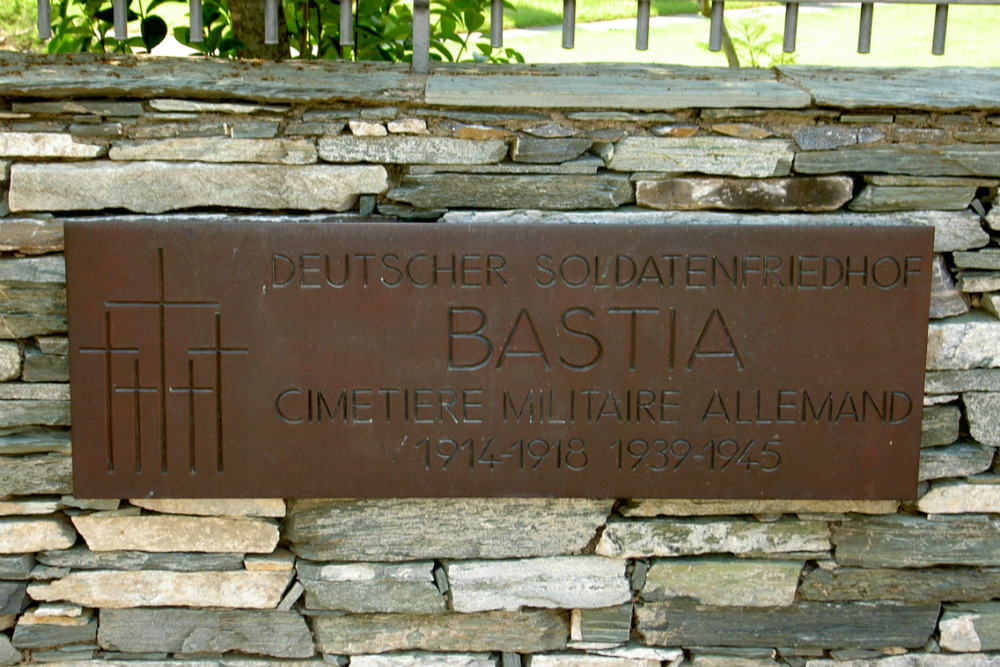 DEUTSCHER SOLDATENFRIEDHOF
BASTIA
CIMETIERE MILITAIRE ALLEMAND
1914-1918 1939-1945